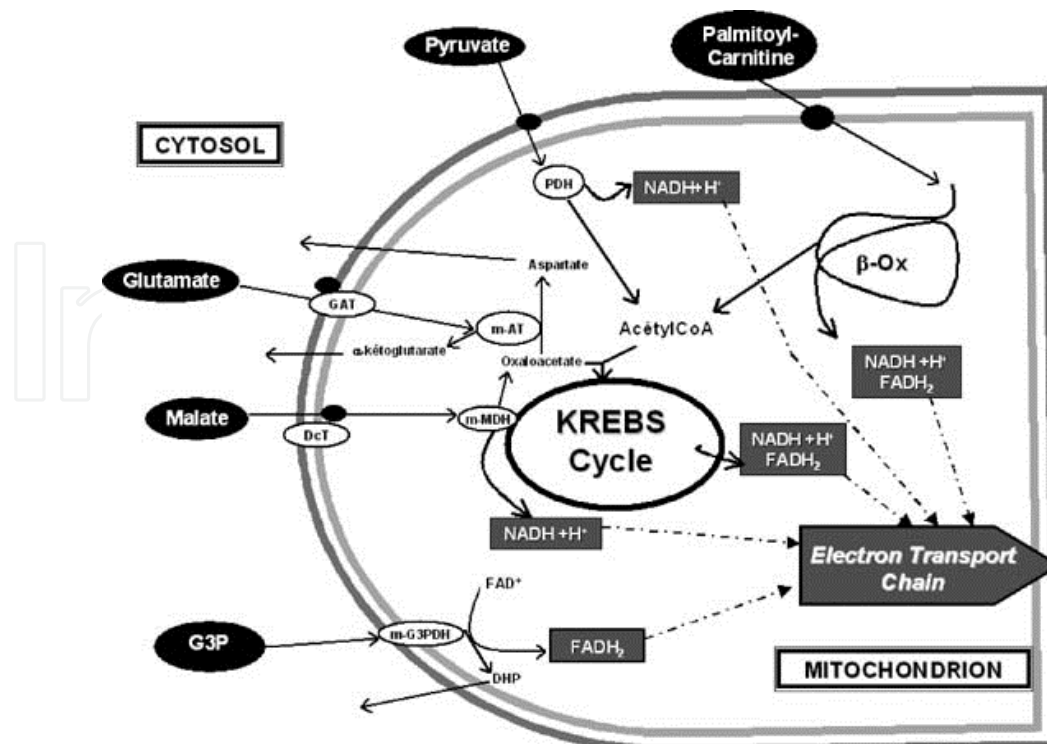 Pyruvate
Palmitoyl-
Carnitine
CYTOSOL
PDH
NADH+H⁺
Glutamate
GAT
Aspartate
m-AT
α-kétoglutarate
Oxaloacetate
AcétylCoA
β-Ox
NADH +H⁺
FADH₂
Malate
DcT
m-MDH
KREBS
Cycle
NADH +H⁺
FADH₂
NADH +H⁺
Electron Transport
Chain
FAD⁺
G3P
m-G3PDH
FADH₂
DHP
MITOCHONDRION